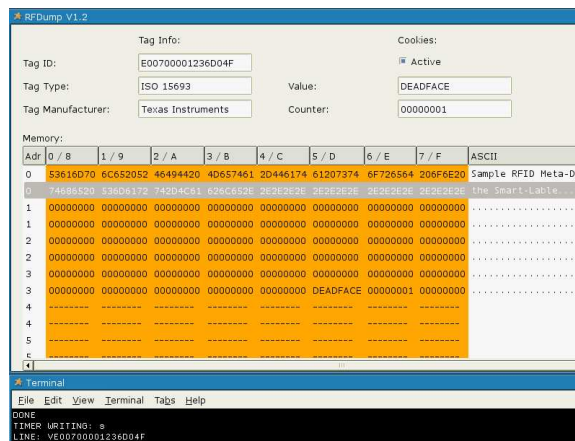 RFDump V1.2
Tag Info: Cookies:
Tag ID: E00700001236D04F Active
Tag Type: ISO 15693 Value: DEADFACE
Tag Manufacturer: Texas Instruments Counter: 00000001
Memory:
Adr 0 / 8 1 / 9 2 / A 3 / B 4 / C 5 / D 6 / E 7 / F ASCII
0 53616D70 6C652052 46494420 4D657461 2D446174 61207374 6F726564 206F6E20 Sample RFID Meta-D
0 74686520 536D6172 742D4C61 626C652E 2E2E2E2E 2E2E2E2E 2E2E2E2E 2E2E2E2E the Smart-Lable...
1 00000000 00000000 00000000 00000000 00000000 00000000 00000000 00000000 ..................
1 00000000 00000000 00000000 00000000 00000000 00000000 00000000 00000000 ..................
2 00000000 00000000 00000000 00000000 00000000 00000000 00000000 00000000 ..................
2 00000000 00000000 00000000 00000000 00000000 00000000 00000000 00000000 ..................
3 00000000 00000000 00000000 00000000 00000000 00000000 00000000 00000000 ..................
3 00000000 00000000 00000000 00000000 00000000 DEADFACE 00000001 00000000 ..................
4 -------- -------- -------- -------- -------- -------- -------- --------
4 -------- -------- -------- -------- -------- -------- -------- --------
5 -------- -------- -------- -------- -------- -------- -------- --------
5 -------- -------- -------- -------- -------- -------- -------- --------
Terminal
File Edit View Terminal Tabs Help
DONE
TIMER WRITING: s
LINE: VE00700001236D04F